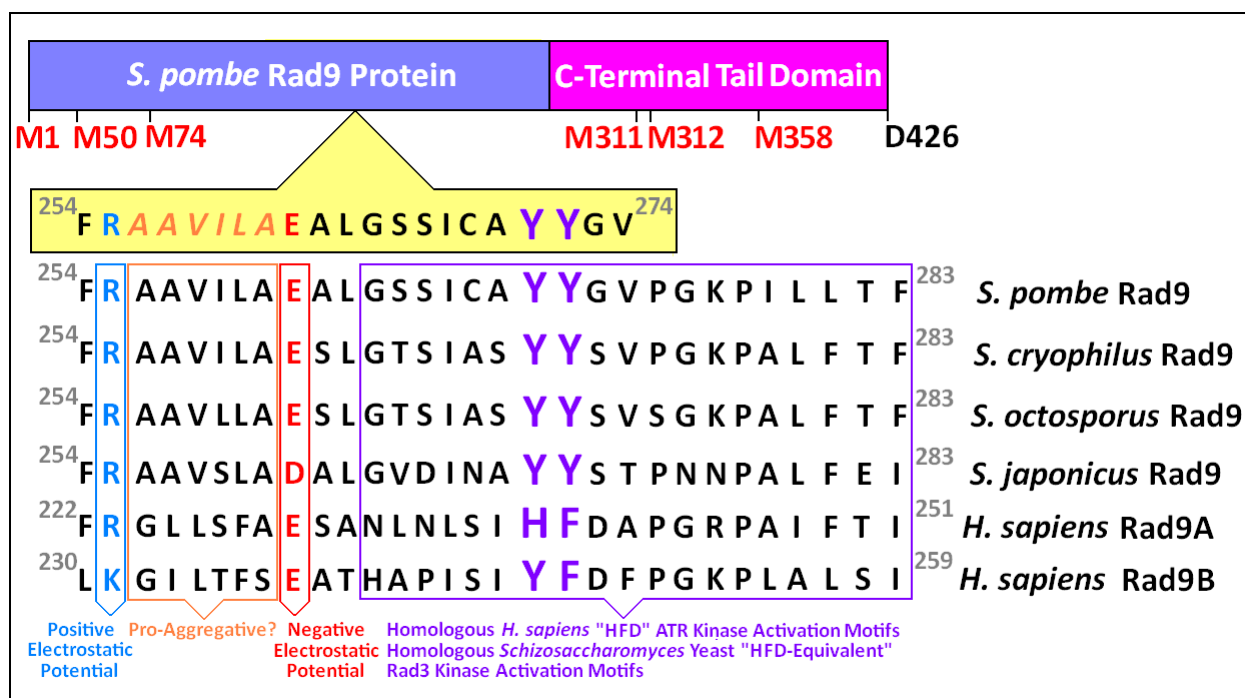 S. pombe Rad9 Protein C-Terminal Tail Domain
M1 M50 M74 M311 M312 M358 D426
254 F R A A V I L A E A L G S S I C A Y Y G V 274
254 F R A A V I L A E A L G S S I C A Y Y G V P G K P I L L T F 283 S. pombe Rad9
254 F R A A V I L A E S L G T S I A S Y Y S V P G K P A L F T F 283 S. cryophilus Rad9
254 F R A A V L L A E S L G T S I A S Y Y S V S G K P A L F T F 283 S. octosporus Rad9
254 F R A A V S L A D A L G V D I N A Y Y S T P N N P A L F E I 283 S. japonicus Rad9
222 F R G L L S F A E S A N L N L S I H F D A P G R P A I F T I 251 H. sapiens Rad9A
230 L K G I L T F S E A T H A P I S I Y F D F P G K P L A L S I 259 H. sapiens Rad9B
Positive Pro-Aggregative? Negative Homologous H. sapiens "HFD" ATR Kinase Activation Motifs
Electrostatic Electrostatic Homologous Schizosaccharomyces Yeast "HFD-Equivalent"
Potential Potential Rad3 Kinase Activation Motifs